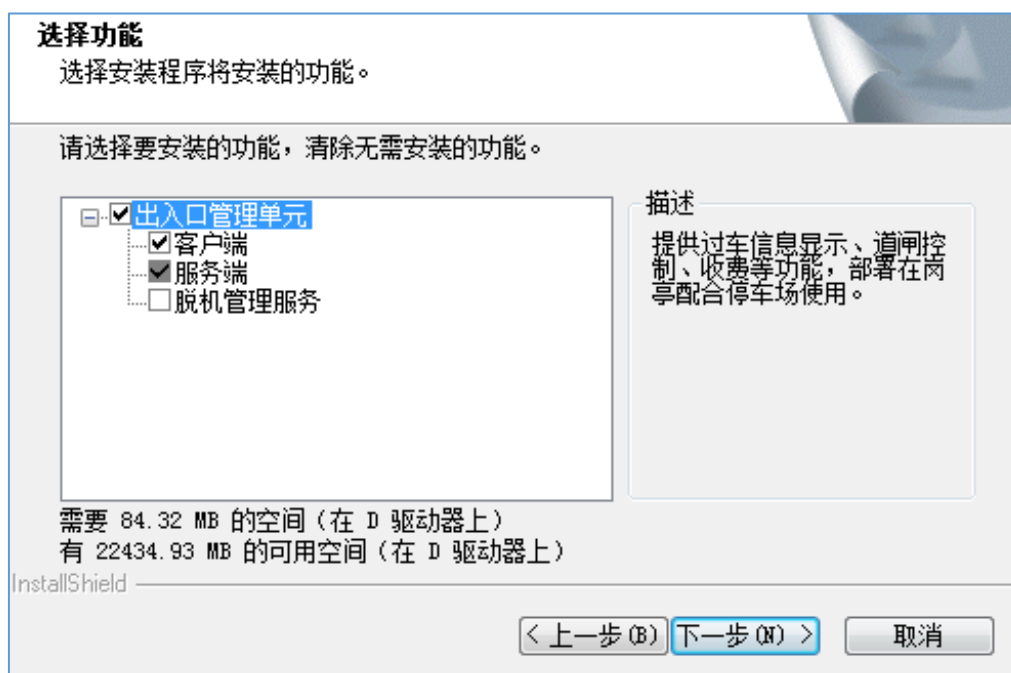 选择功能
选择安装程序将安装的功能。
请选择要安装的功能，清除无需安装的功能。
出入口管理单元
客户端
服务端
脱机管理服务
描述
提供过车信息显示、道闸控
制、收费等功能，部署在岗
亭配合停车场使用。
需要 84.32 MB 的空间（在 D 驱动器上）
有 22434.93 MB 的可用空间（在 D 驱动器上）
InstallShield
< 上一步(B)
下一步(N) >
取消